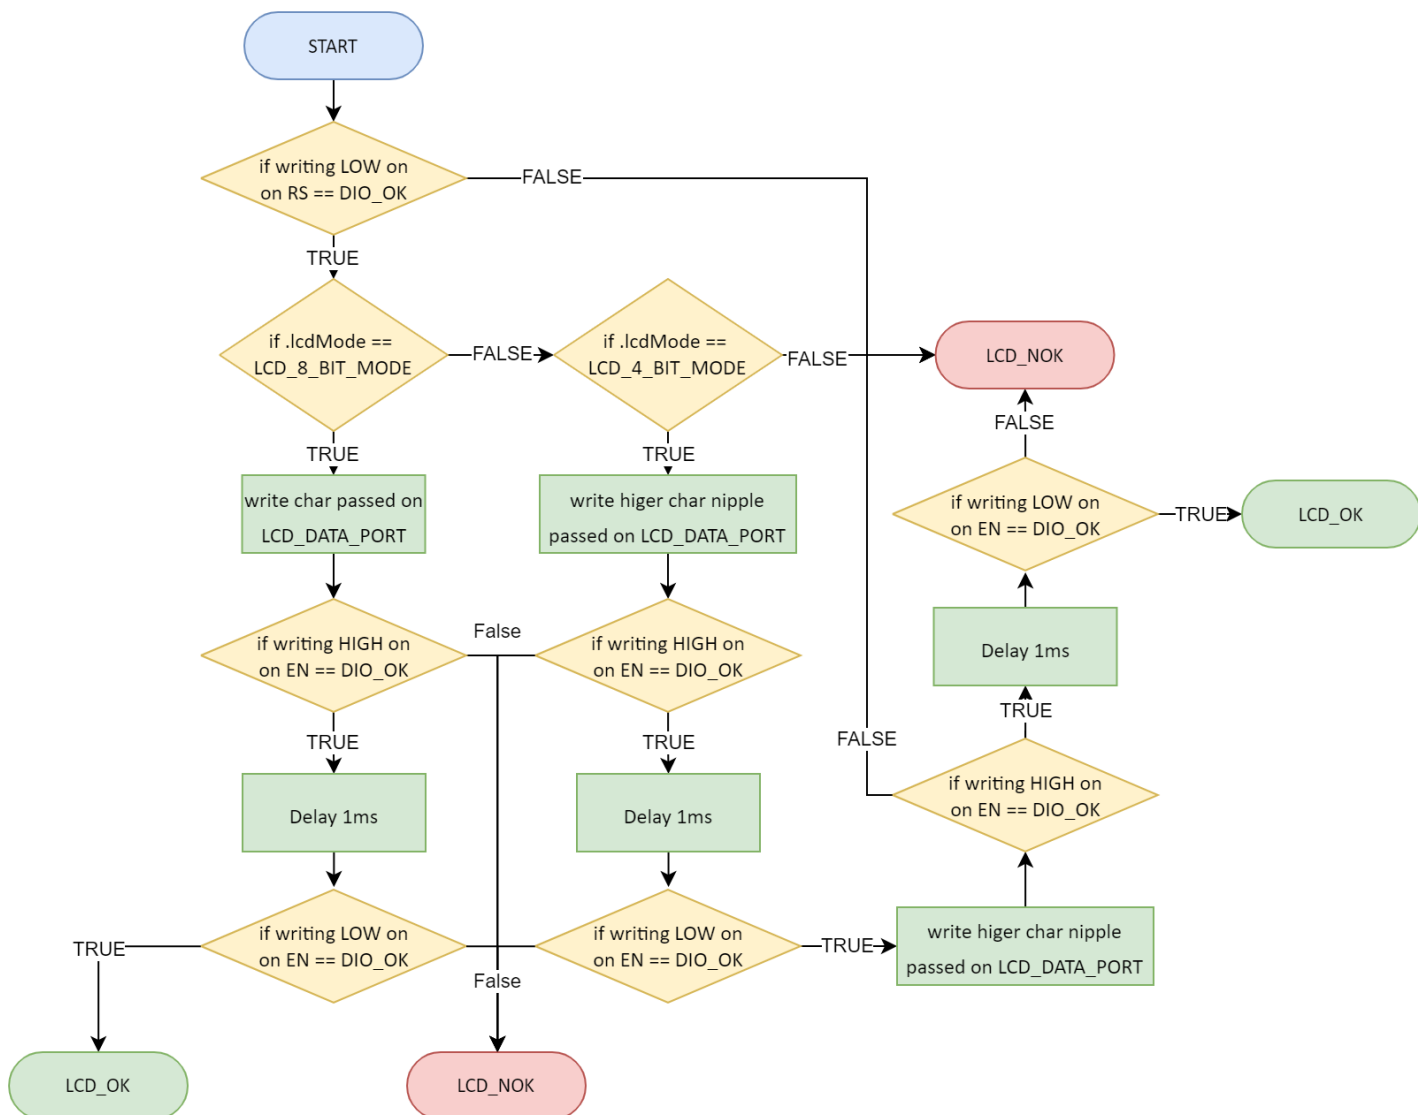 START
if writing LOW on
on RS == DIO_OK
FALSE
TRUE
if .lcdMode ==
LCD_8_BIT_MODE
FALSE
if .lcdMode ==
LCD_4_BIT_MODE
FALSE
LCD_NOK
TRUE
TRUE
FALSE
write char passed on
LCD_DATA_PORT
write higer char nipple
passed on LCD_DATA_PORT
if writing LOW on
on EN == DIO_OK
TRUE
LCD_OK
if writing HIGH on
on EN == DIO_OK
False
if writing HIGH on
on EN == DIO_OK
Delay 1ms
TRUE
TRUE
TRUE
FALSE
Delay 1ms
Delay 1ms
if writing HIGH on
on EN == DIO_OK
TRUE
if writing LOW on
on EN == DIO_OK
False
if writing LOW on
on EN == DIO_OK
TRUE
write higer char nipple
passed on LCD_DATA_PORT
LCD_OK
LCD_NOK